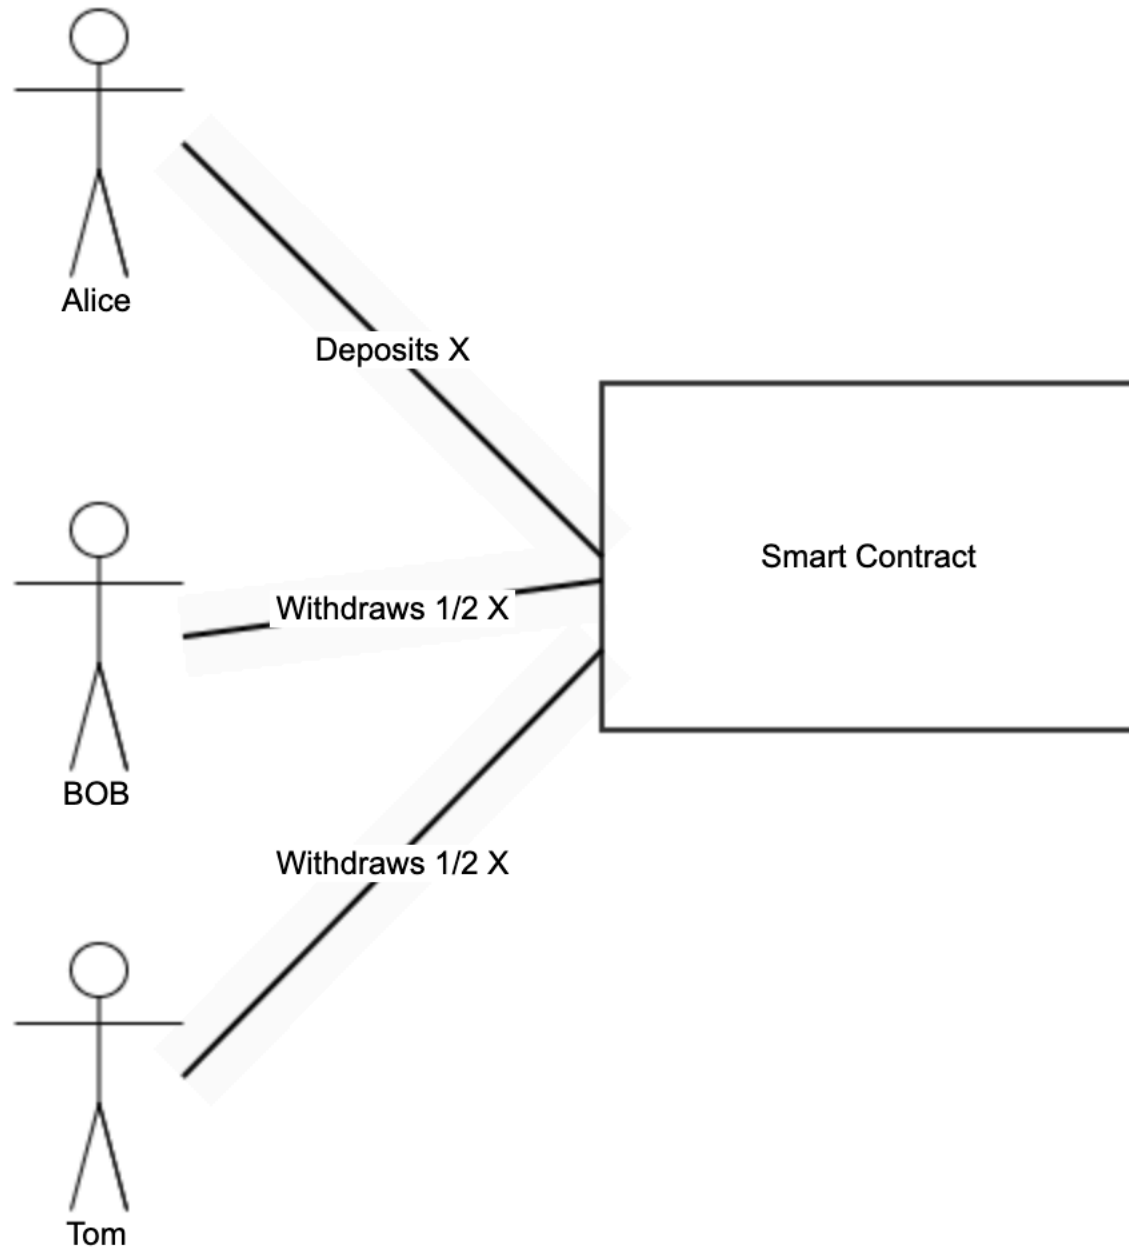 Alice
Deposits X
Smart Contract
Withdraws 1/2 X
BOB
Withdraws 1/2 X
Tom